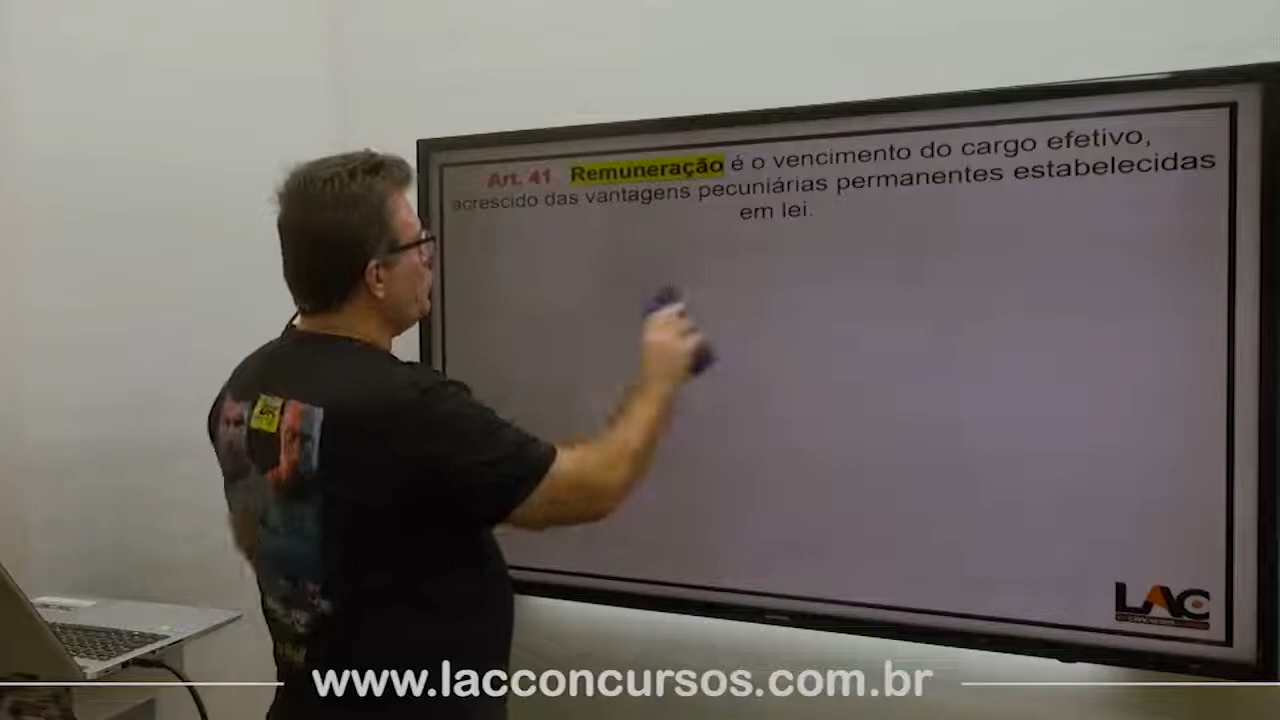 Art. 41 Remuneração é o vencimento do cargo efetivo,
acrescido das vantagens pecuniárias permanentes estabelecidas
em lei.
LAC
www.lacconcursos.com.br